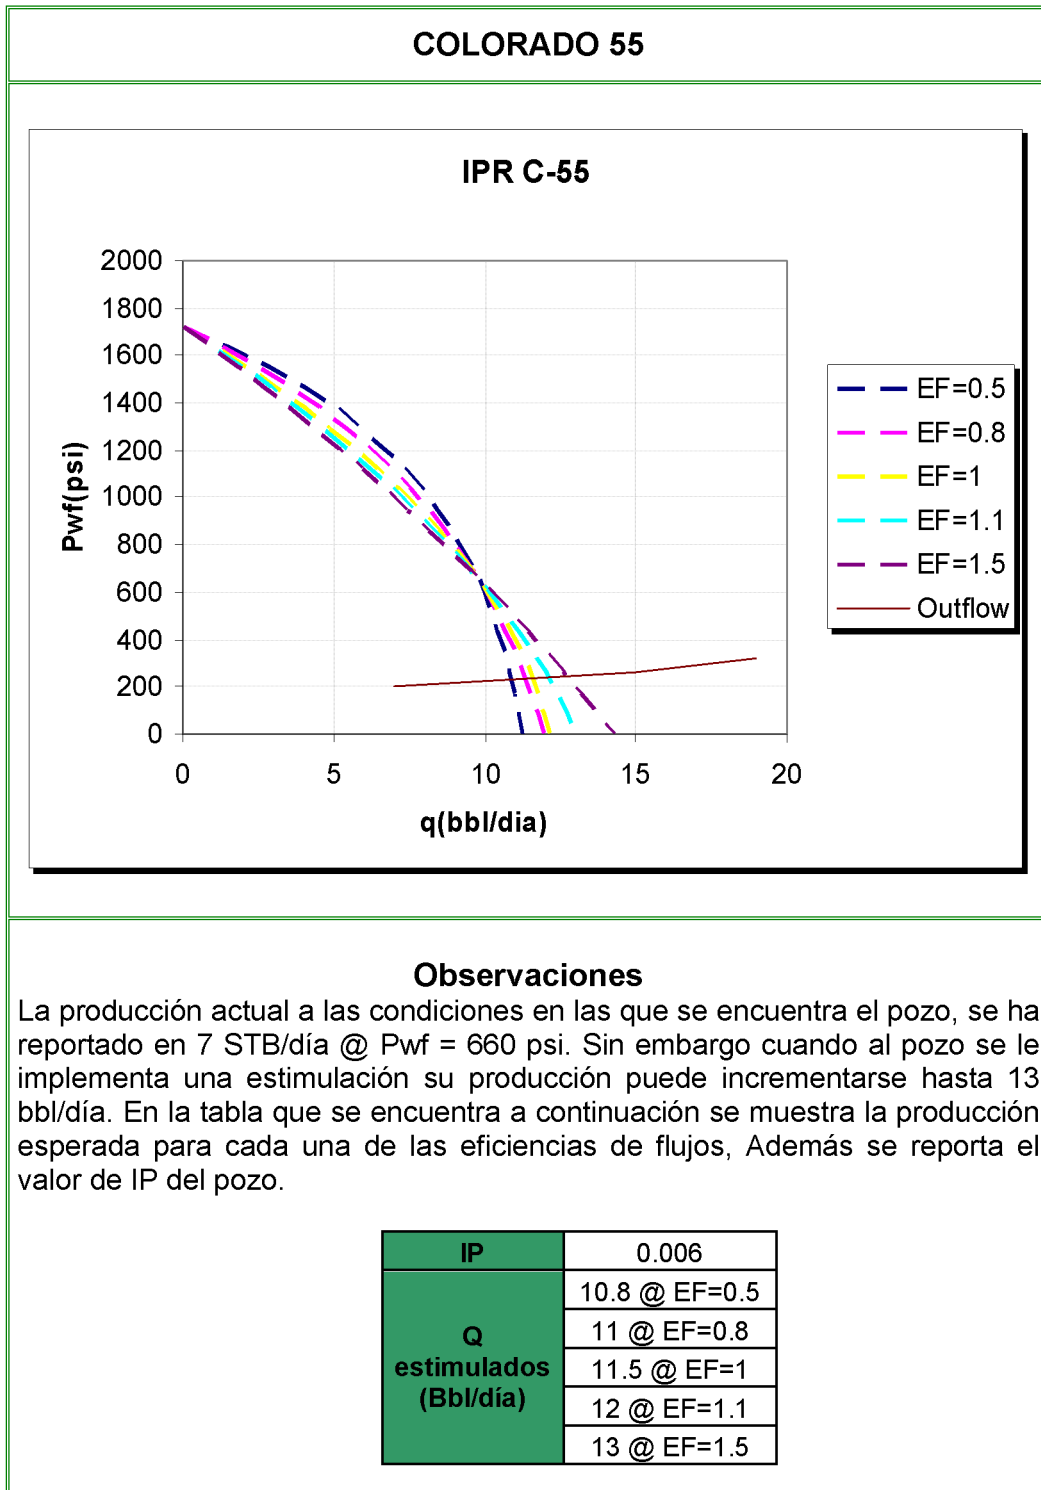 COLORADO 55
IPR C-55
2000
1800
1600
1400
1200
1000
800
600
400
200
0
Pwf(psi)
0 5 10 15 20
q(bbl/dia)
EF=0.5
EF=0.8
EF=1
EF=1.1
EF=1.5
Outflow
Observaciones
La producción actual a las condiciones en las que se encuentra el pozo, se ha
reportado en 7 STB/día @ Pwf = 660 psi. Sin embargo cuando al pozo se le
implementa una estimulación su producción puede incrementarse hasta 13
bbl/día. En la tabla que se encuentra a continuación se muestra la producción
esperada para cada una de las eficiencias de flujos, Además se reporta el
valor de IP del pozo.
IP 0.006
Q
estimulados
(Bbl/día)
10.8 @ EF=0.5
11 @ EF=0.8
11.5 @ EF=1
12 @ EF=1.1
13 @ EF=1.5